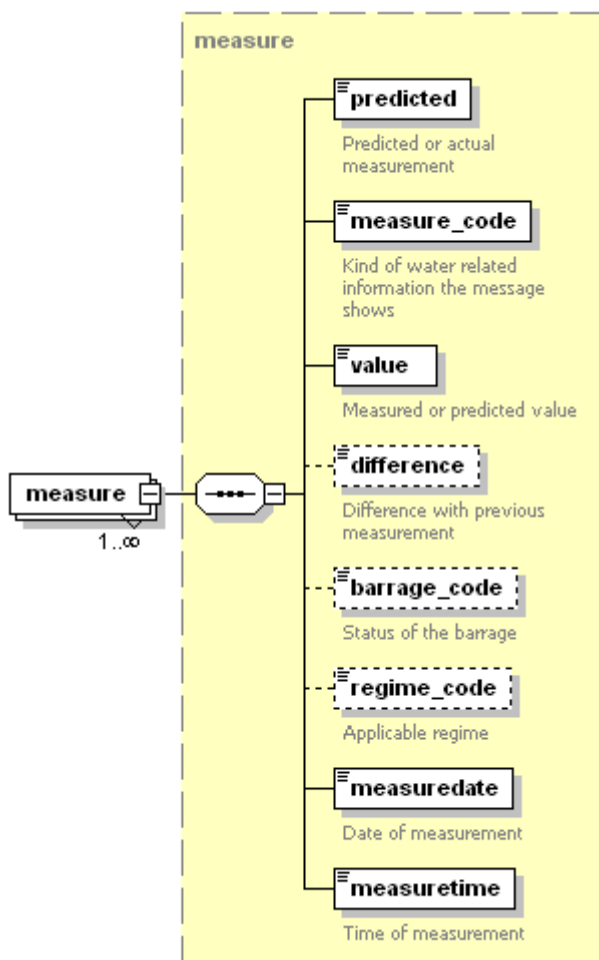 measure
predicted
Predicted or actual
measurement
measure_code
Kind of water related
information the message
shows
value
Measured or predicted value
difference
Difference with previous
measurement
measure
1..∞
barrage_code
Status of the barrage
regime_code
Applicable regime
measuredate
Date of measurement
measuretime
Time of measurement